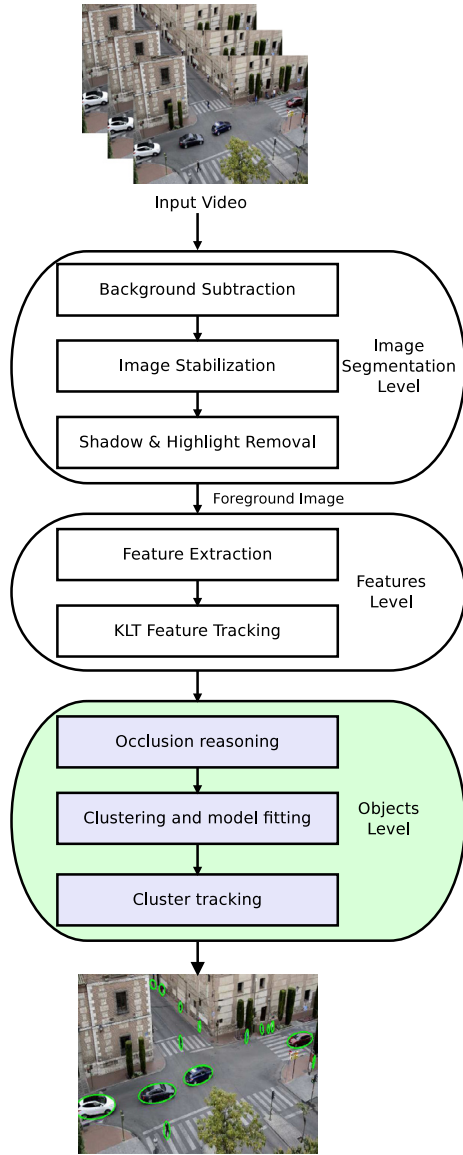 Input Video
Background Subtraction
Image Stabilization
Shadow & Highlight Removal
Image
Segmentation
Level
Foreground Image
Feature Extraction
KLT Feature Tracking
Features
Level
Occlusion reasoning
Clustering and model fitting
Cluster tracking
Objects
Level